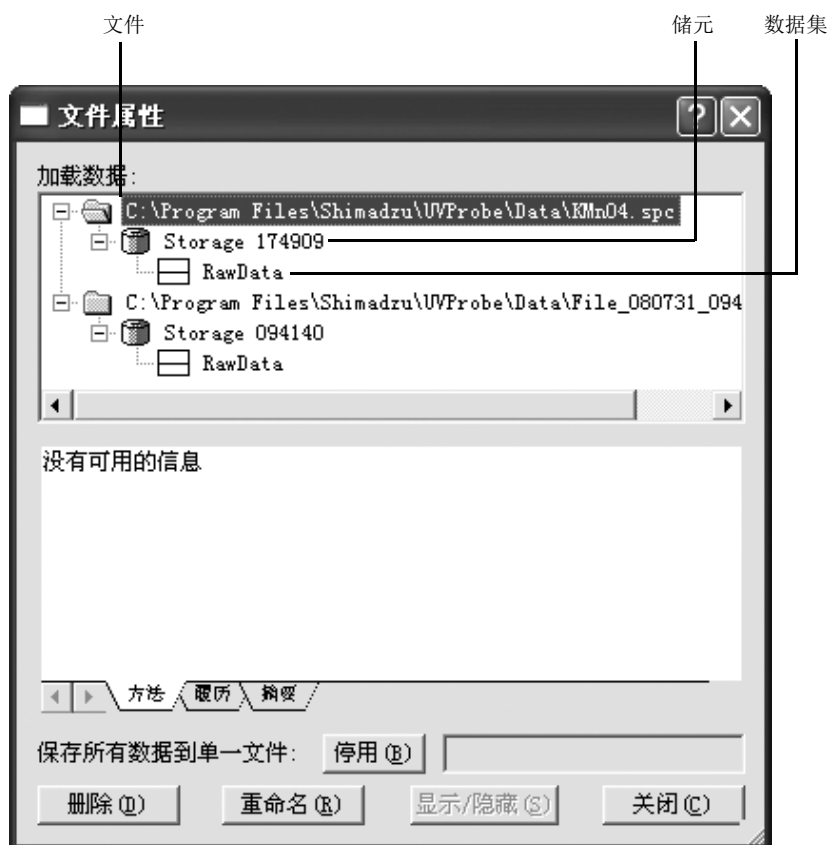 文件 储元 数据集
文件属性
加载数据:
C:\Program Files\Shimadzu\UVProbe\Data\KMnO4.spc
Storage 174909
RawData
C:\Program Files\Shimadzu\UVProbe\Data\File_080731_094
Storage 094140
RawData
没有可用的信息
方法 履历 摘要
保存所有数据到单一文件: 停用(B)
删除(D) 重命名(R) 显示/隐藏(S) 关闭(C)